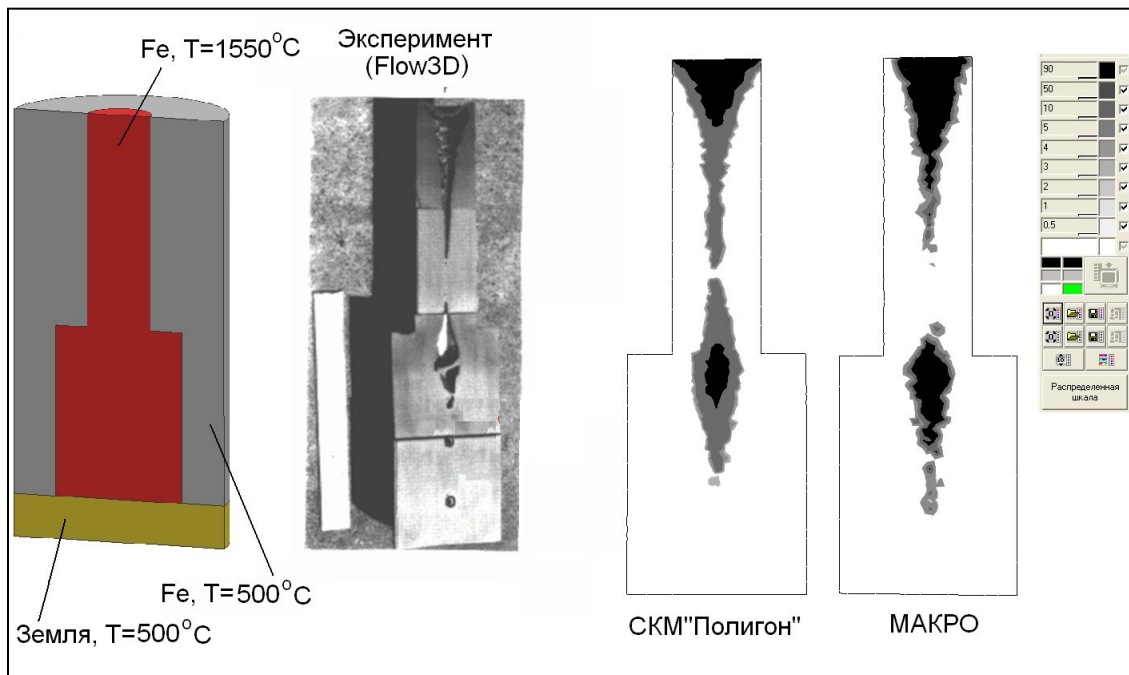 Fe, T=1550°C
Эксперимент
(Flow3D)
90
50
10
5
4
3
2
1
0.5
Распределенная
шкала
Fe, T=500°C
Земля, T=500°C
СКМ"Полигон"
МАКРО